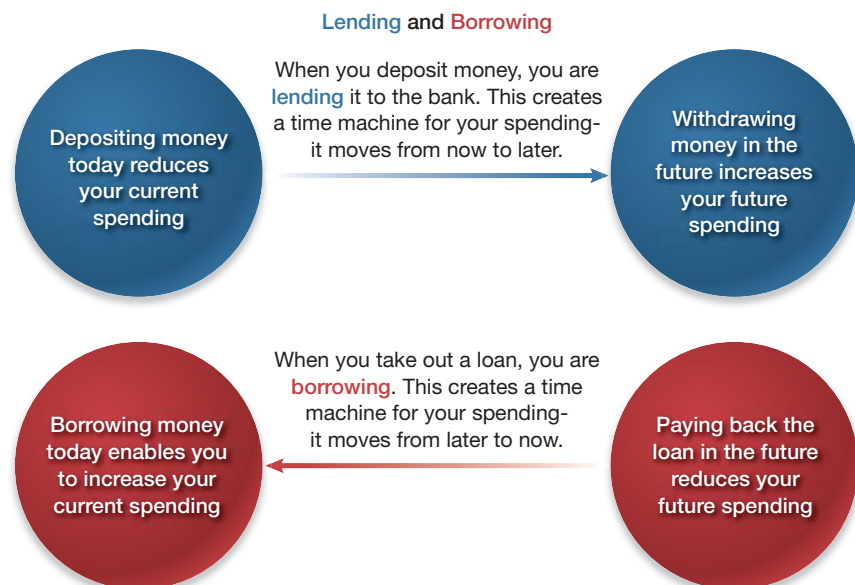 Lending and Borrowing
Depositing money
today reduces
your current
spending
When you deposit money, you are
lending it to the bank. This creates
a time machine for your spending-
it moves from now to later.
Withdrawing
money in the
future increases
your future
spending
Borrowing money
today enables you
to increase your
current spending
When you take out a loan, you are
borrowing. This creates a time
machine for your spending-
it moves from later to now.
Paying back the
loan in the future
reduces your
future spending